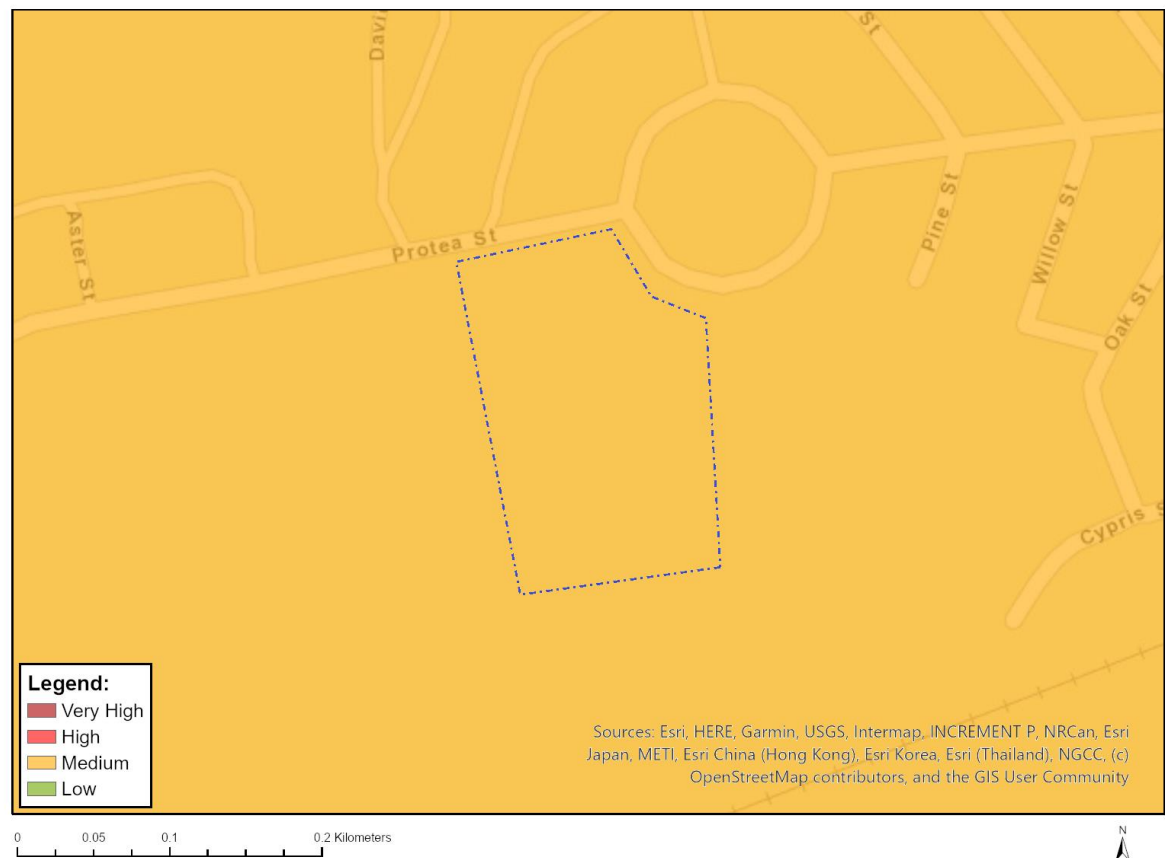 Davi
St
Aster St
Protea St
Pine St
Willow St
Oak St
Cypris S
Legend:
Very High
High
Medium
Low
Sources: Esri, HERE, Garmin, USGS, Intermap, INCREMENT P, NRCan, Esri
Japan, METI, Esri China (Hong Kong), Esri Korea, Esri (Thailand), NGCC, (c)
OpenStreetMap contributors, and the GIS User Community
0 0.05 0.1 0.2 Kilometers
N